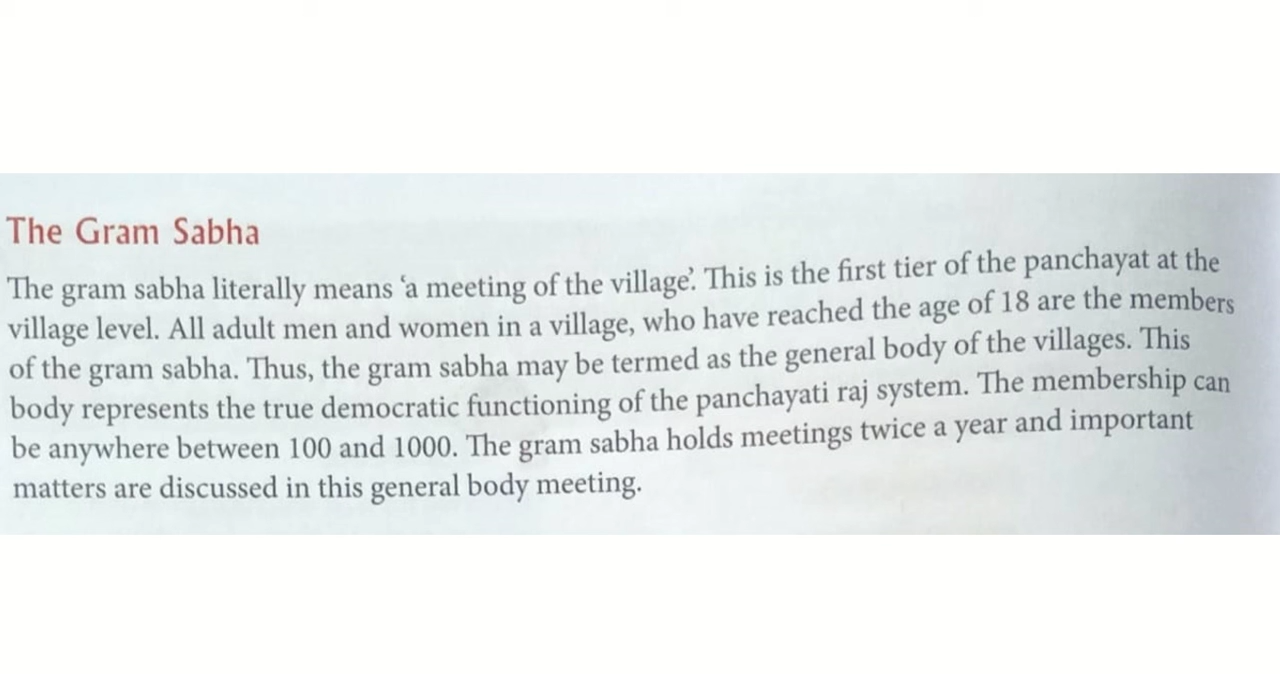 The Gram Sabha
The gram sabha literally means ‘a meeting of the village’. This is the first tier of the panchayat at the
village level. All adult men and women in a village, who have reached the age of 18 are the members
of the gram sabha. Thus, the gram sabha may be termed as the general body of the villages. This
body represents the true democratic functioning of the panchayati raj system. The membership can
be anywhere between 100 and 1000. The gram sabha holds meetings twice a year and important
matters are discussed in this general body meeting.